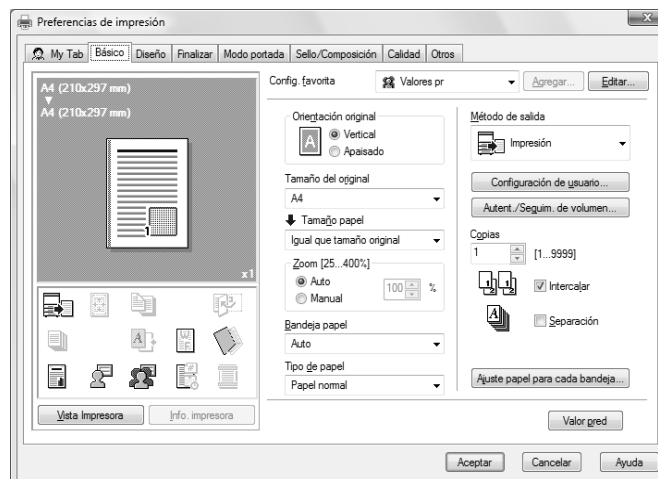 Preferencias de impresión
My Tab Básico Diseño Finalizar Modo portada Sello/Composición Calidad Otros
A4 (210x297 mm)
A4 (210x297 mm)
1
x1
Vista Impresora Info. impresora
Config. favorita Valores pr Agregar... Editar...
Orientación original
A Vertical
Apaisado
Tamaño del original
A4
Tamaño papel
Igual que tamaño original
Zoom [25...400%]
Auto
Manual
100 %
Bandeja papel
Auto
Tipo de papel
Papel normal
Método de salida
Impresión
Configuración de usuario...
Autent./Seguim. de volumen...
Copias
1 [1...9999]
Intercalar
Separación
Ajuste papel para cada bandeja...
Valor pred
Aceptar Cancelar Ayuda